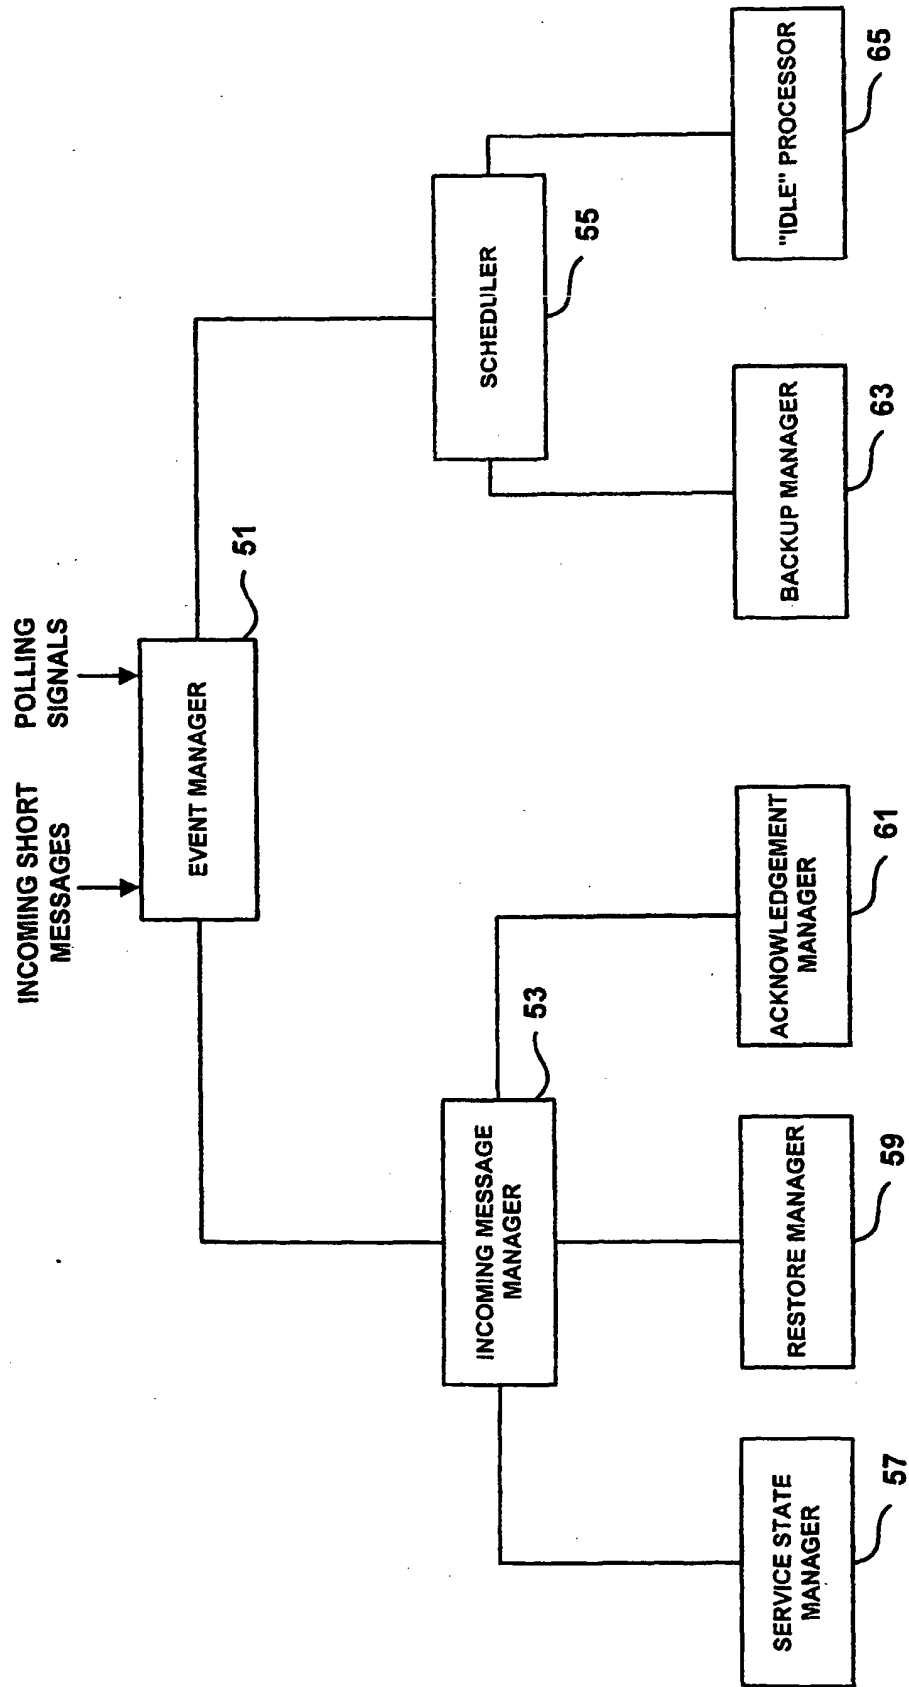 INCOMING SHORT
MESSAGES
POLLING
SIGNALS
EVENT MANAGER
51
INCOMING MESSAGE
MANAGER
53
SCHEDULER
55
SERVICE STATE
MANAGER
57
RESTORE MANAGER
59
ACKNOWLEDGEMENT
MANAGER
61
BACKUP MANAGER
63
"IDLE" PROCESSOR
65